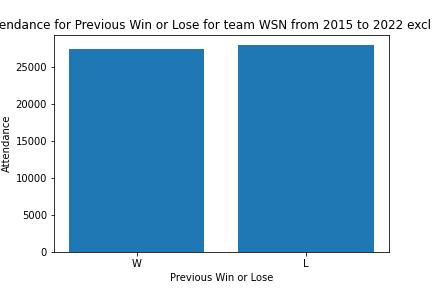 endance for Previous Win or Lose for team WSN from 2015 to 2022 excl
25000
20000
15000
10000
5000
0
Attendance
W L
Previous Win or Lose